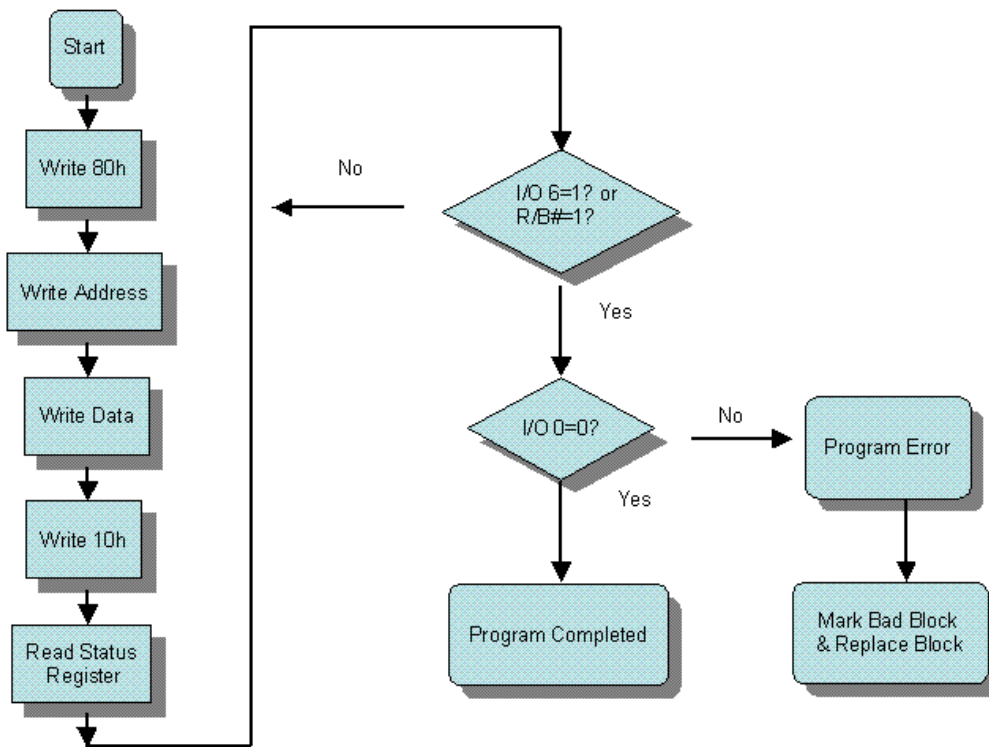 Start
Write 80h
Write Address
Write Data
Write 10h
Read Status
Register
I/O 6=1? or
R/B#=1?
No
Yes
I/O 0=0?
No
Yes
Program Error
Program Completed
Mark Bad Block
& Replace Block